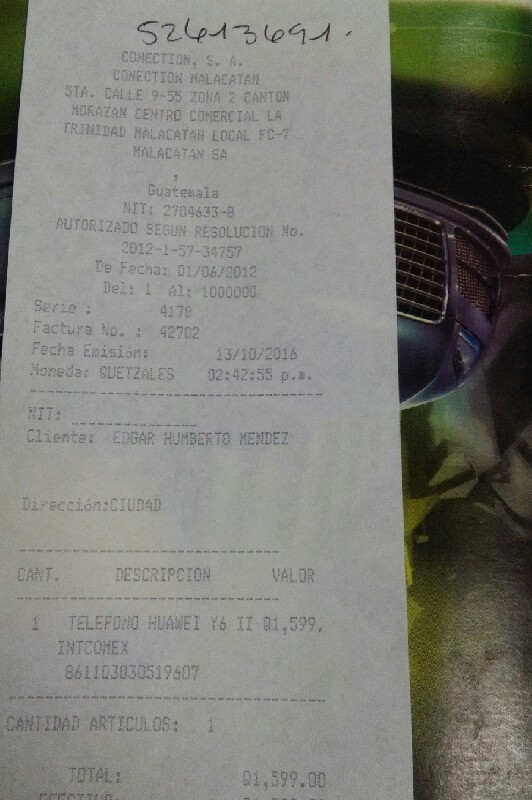 52413691.
CONECTION, S. A.
CONECTION MALACATAN
5TA. CALLE 9-55 ZONA 2 CANTON
MORAZAN CENTRO COMERCIAL LA
TRINIDAD MALACATAN LOCAL FC-7
MALACATAN SA
,
Guatemala
NIT: 2704633-8
AUTORIZADO SEGUN RESOLUCION No.
2012-1-57-34757
De Fecha: 01/06/2012
Del: 1 Al: 1000000
Serie : 4178
Factura No. : 42702
Fecha Emisión: 13/10/2016
Moneda: QUETZALES 02:42:55 p.m.
NIT:
Cliente: EDGAR HUMBERTO MENDEZ
Dirección:CIUDAD
CANT. DESCRIPCION VALOR
1 TELEFONO HUAWEI Y6 II Q1,599.
INTCOMEX
861103030519607
CANTIDAD ARTICULOS: 1
TOTAL: Q1,599.00